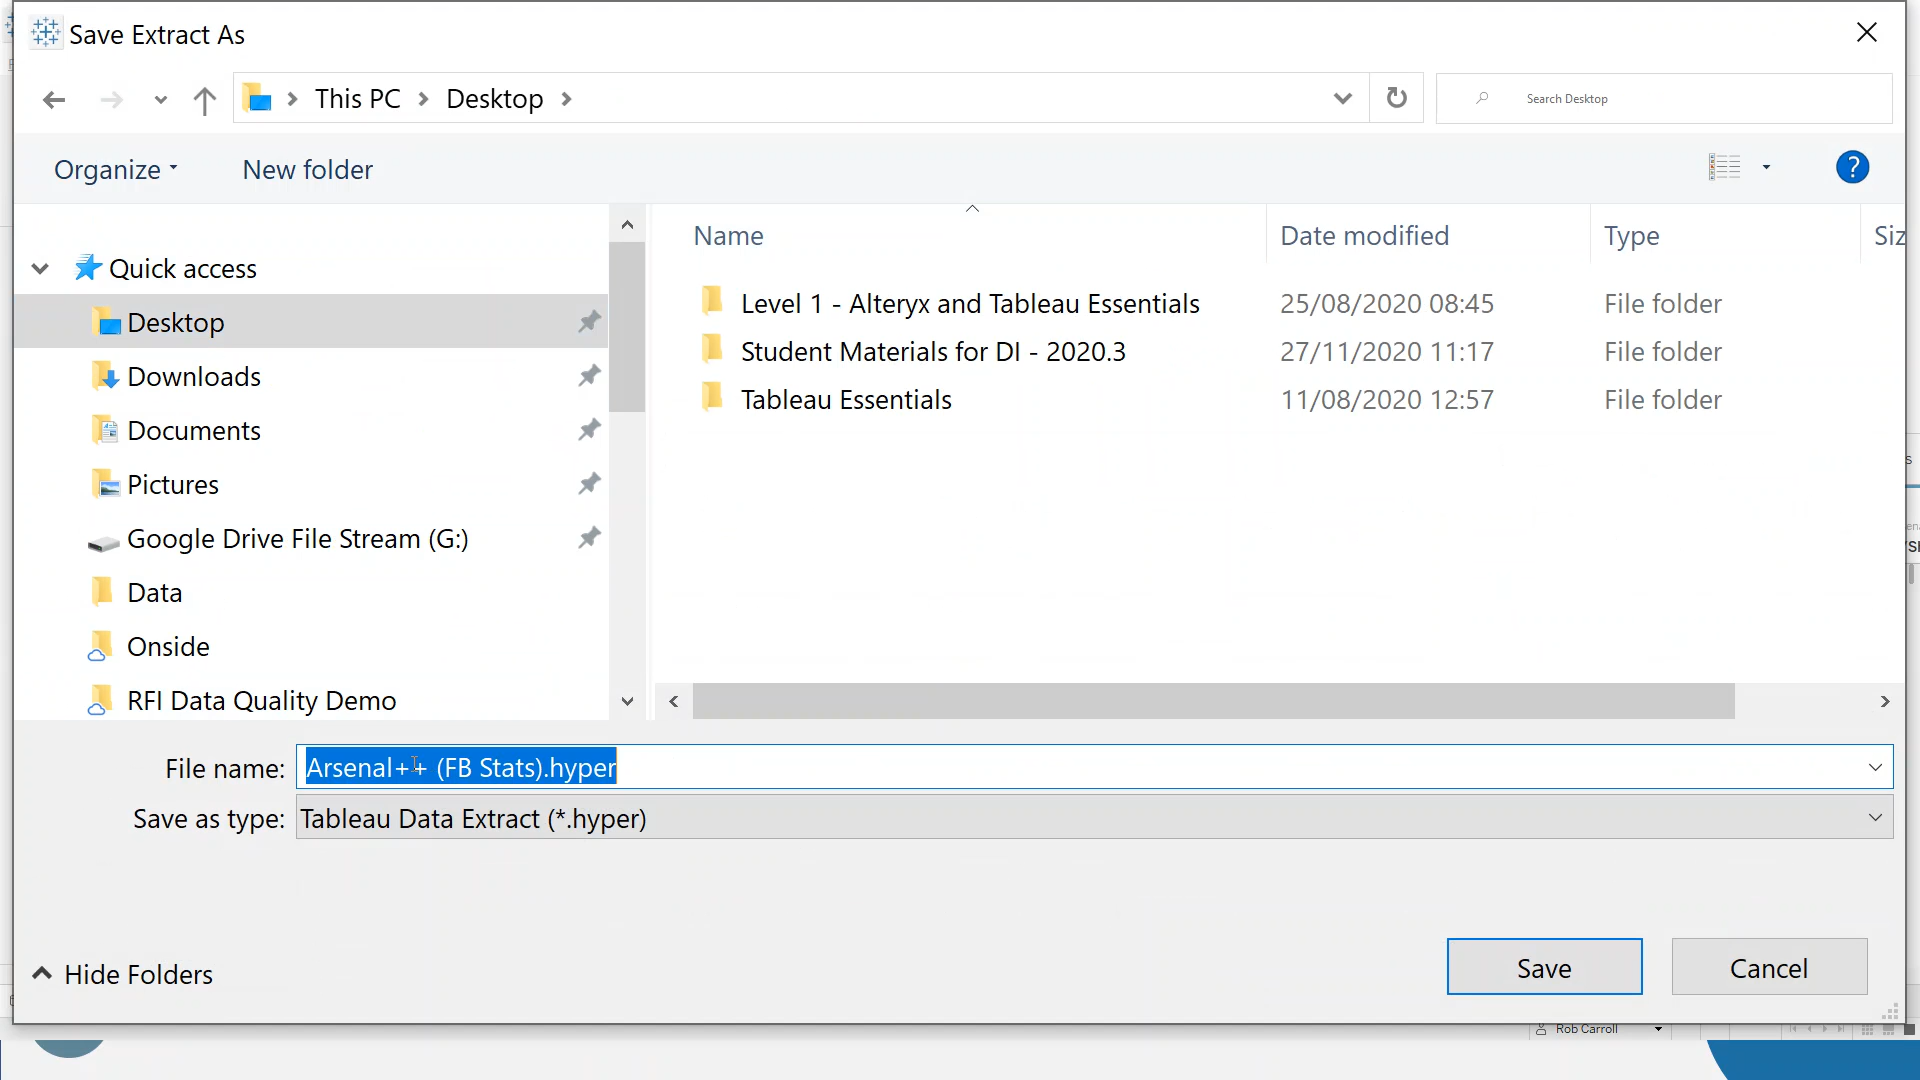 Save Extract As
This PC
Desktop
Search Desktop
Organize
New folder
?
Name
Date modified
Type
Siz
Quick access
Desktop
Downloads
Documents
Pictures
Google Drive File Stream (G:)
Data
Onside
RFI Data Quality Demo
Level 1 - Alteryx and Tableau Essentials
25/08/2020 08:45
File folder
Student Materials for DI - 2020.3
27/11/2020 11:17
File folder
Tableau Essentials
11/08/2020 12:57
File folder
File name:
Arsenal++ (FB Stats).hyper
Save as type:
Tableau Data Extract (*.hyper)
Hide Folders
Save
Cancel
Rob Carroll